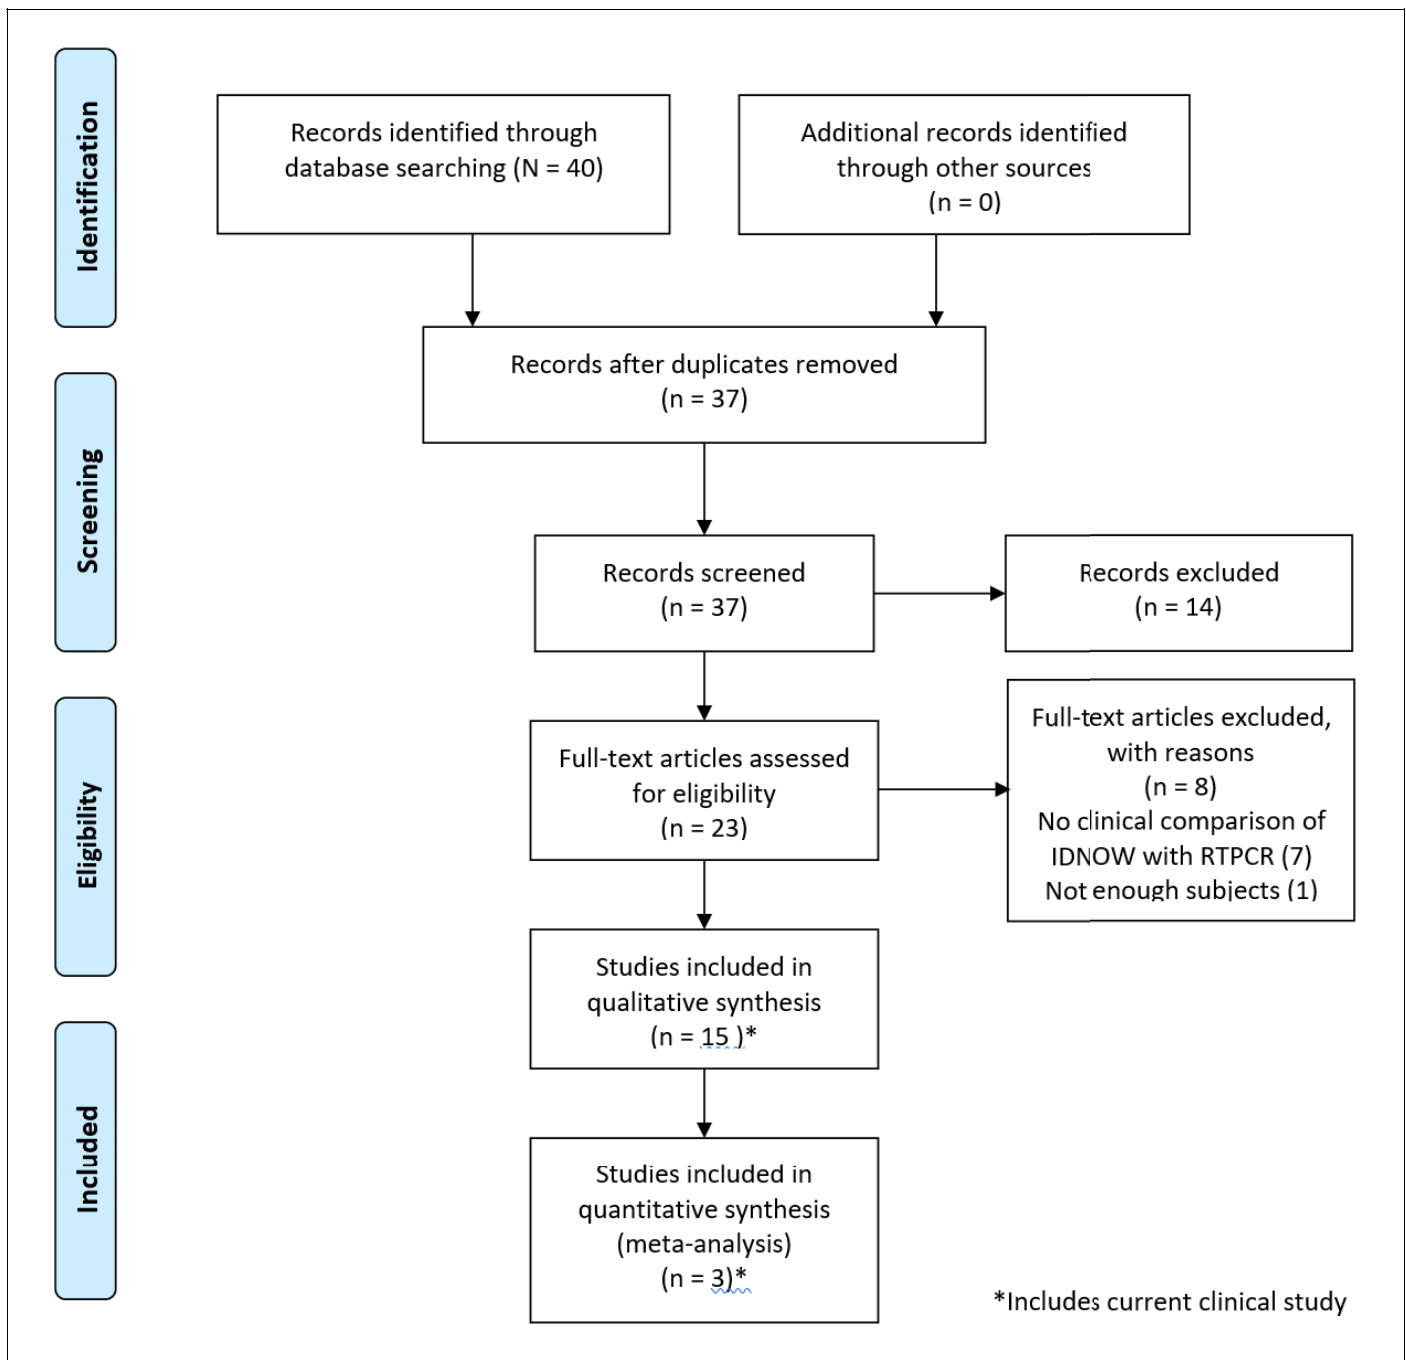 Identification
Records identified through
database searching (N = 40)
Additional records identified
through other sources
(n = 0)
Records after duplicates removed
(n = 37)
Screening
Records screened
(n = 37)
Records excluded
(n = 14)
Eligibility
Full-text articles assessed
for eligibility
(n = 23)
Full-text articles excluded,
with reasons
(n = 8)
No clinical comparison of
IDNOW with RTPCR (7)
Not enough subjects (1)
Studies included in
qualitative synthesis
(n = 15 )*
Included
Studies included in
quantitative synthesis
(meta-analysis)
(n = 3)*
*Includes current clinical study